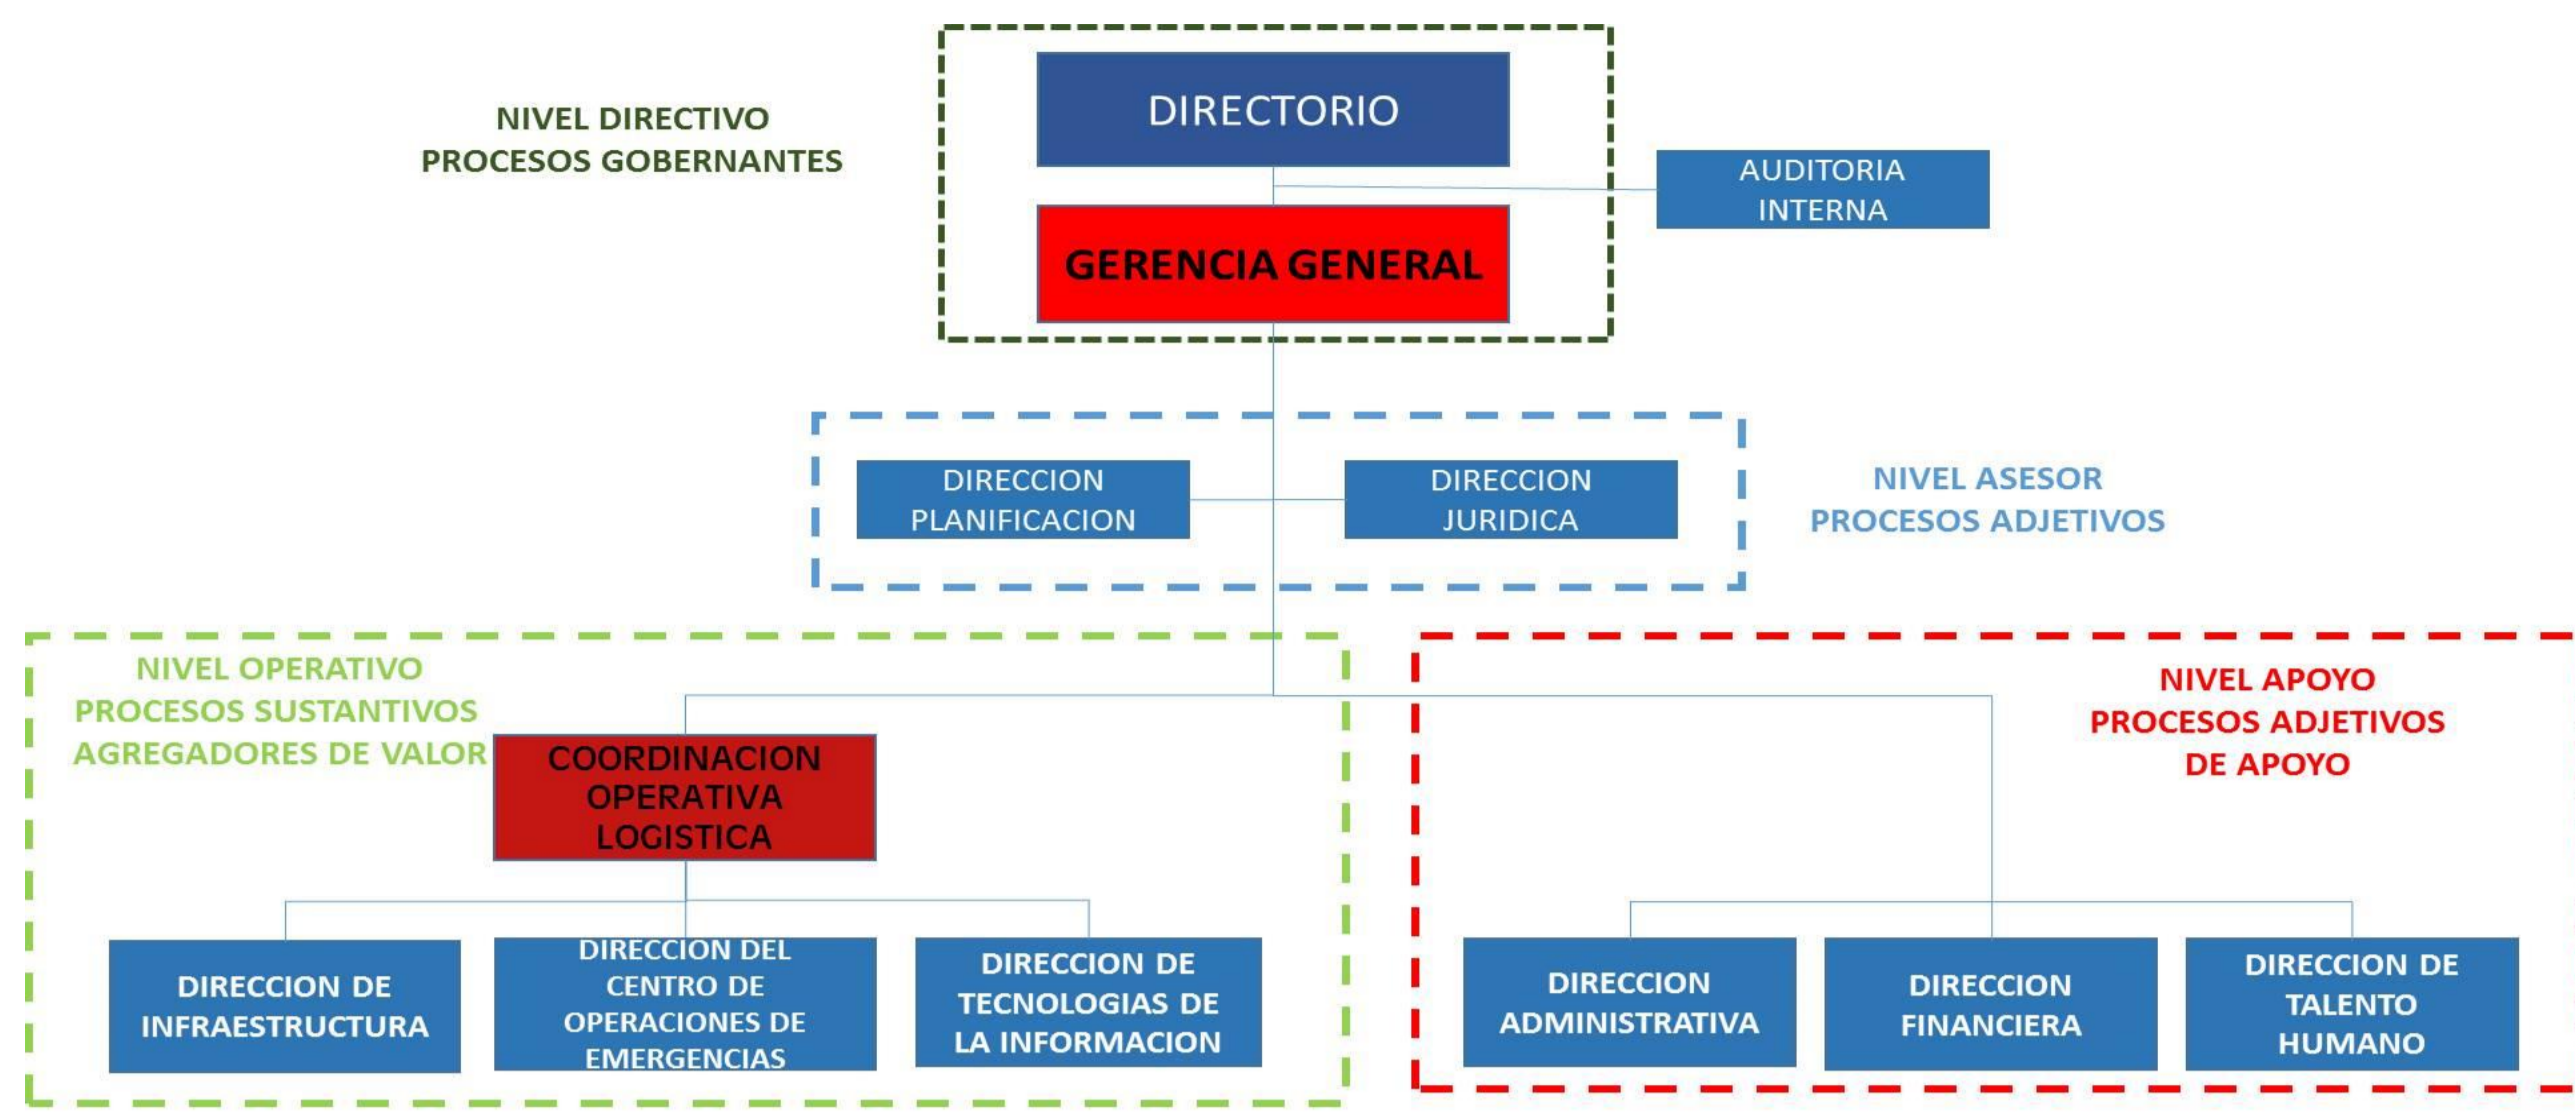 NIVEL DIRECTIVO
PROCESOS GOBERNANTES
DIRECTORIO
AUDITORIA
INTERNA
GERENCIA GENERAL
DIRECCION
PLANIFICACION
DIRECCION
JURIDICA
NIVEL ASESOR
PROCESOS ADJETIVOS
NIVEL OPERATIVO
PROCESOS SUSTANTIVOS
AGREGADORES DE VALOR
COORDINACION
OPERATIVA
LOGISTICA
NIVEL APOYO
PROCESOS ADJETIVOS
DE APOYO
DIRECCION DE
INFRAESTRUCTURA
DIRECCION DEL
CENTRO DE
OPERACIONES DE
EMERGENCIAS
DIRECCION DE
TECNOLOGIAS DE
LA INFORMACION
DIRECCION
ADMINISTRATIVA
DIRECCION
FINANCIERA
DIRECCION DE
TALENTO
HUMANO